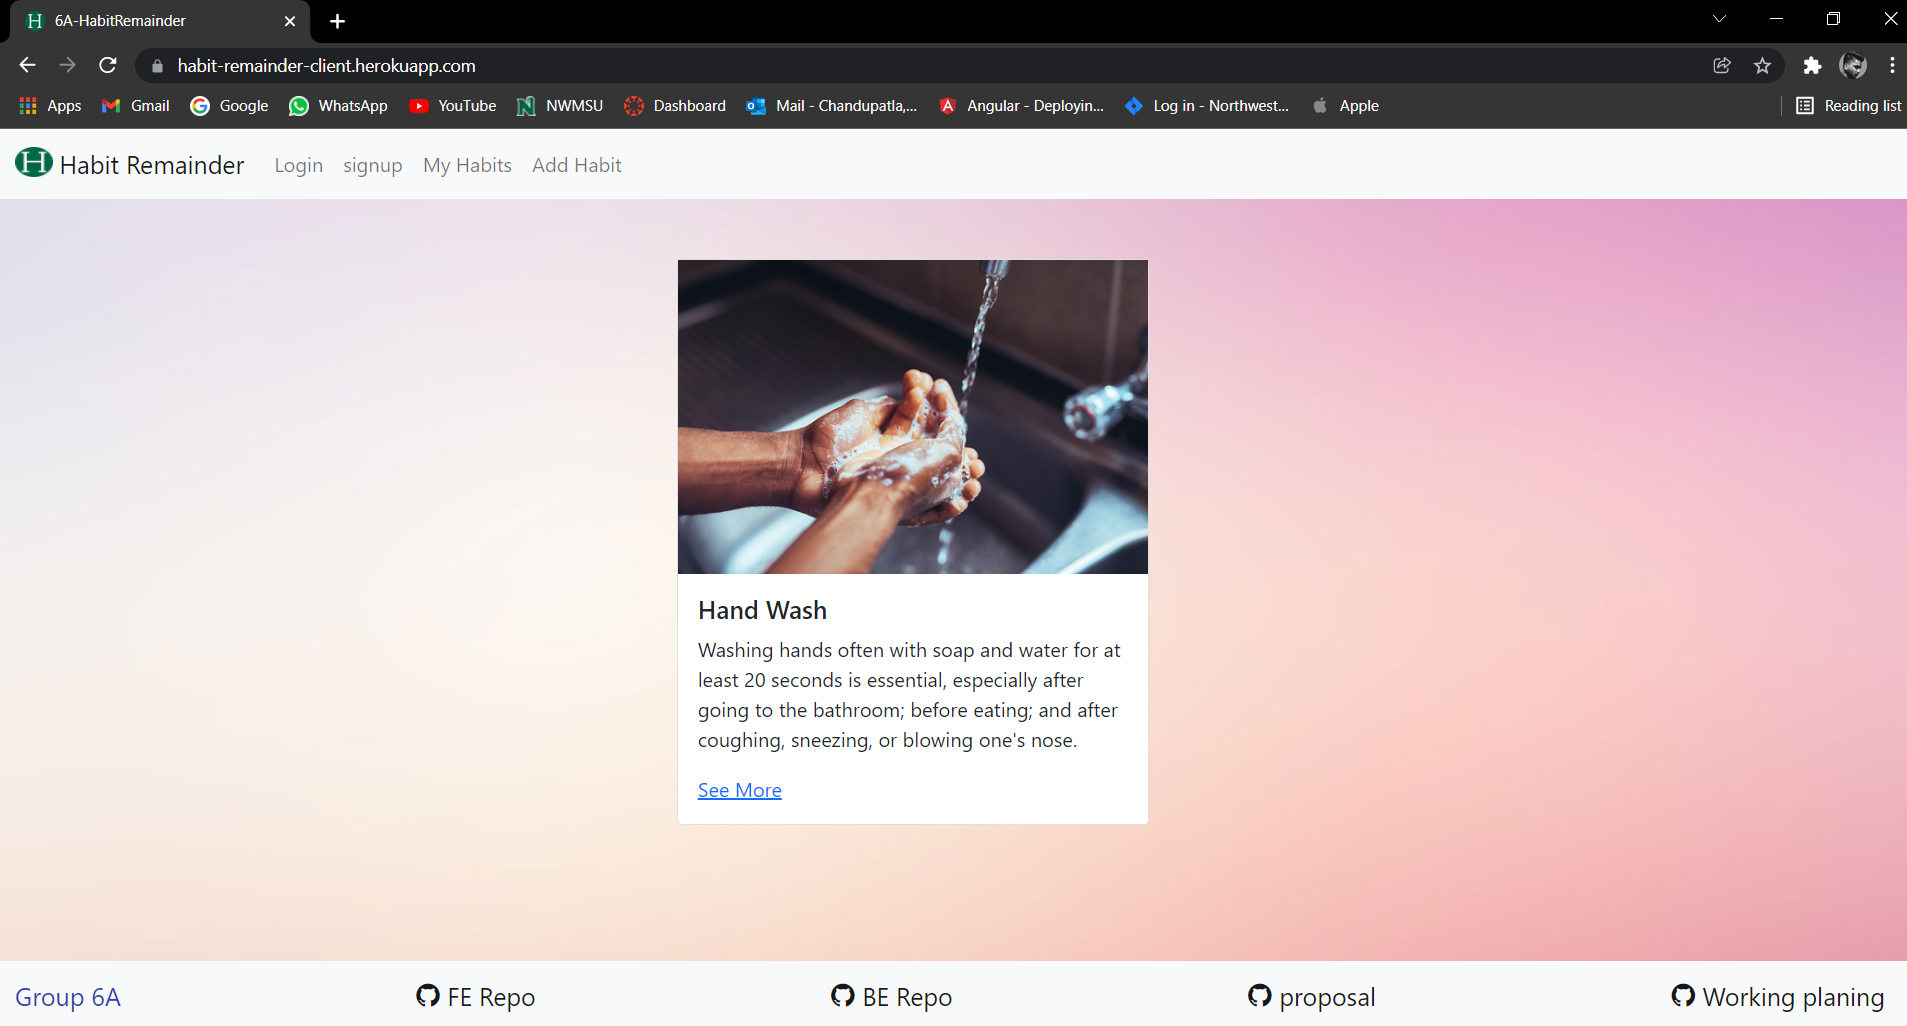 H 6A-HabitRemainder
habit-remainder-client.herokuapp.com
Apps Gmail Google WhatsApp YouTube NWMSU Dashboard Mail - Chandupatla,... Angular - Deployin... Log in - Northwest... Apple Reading list
H Habit Remainder Login signup My Habits Add Habit
Hand Wash
Washing hands often with soap and water for at
least 20 seconds is essential, especially after
going to the bathroom; before eating; and after
coughing, sneezing, or blowing one's nose.
See More
Group 6A FE Repo BE Repo proposal Working planing